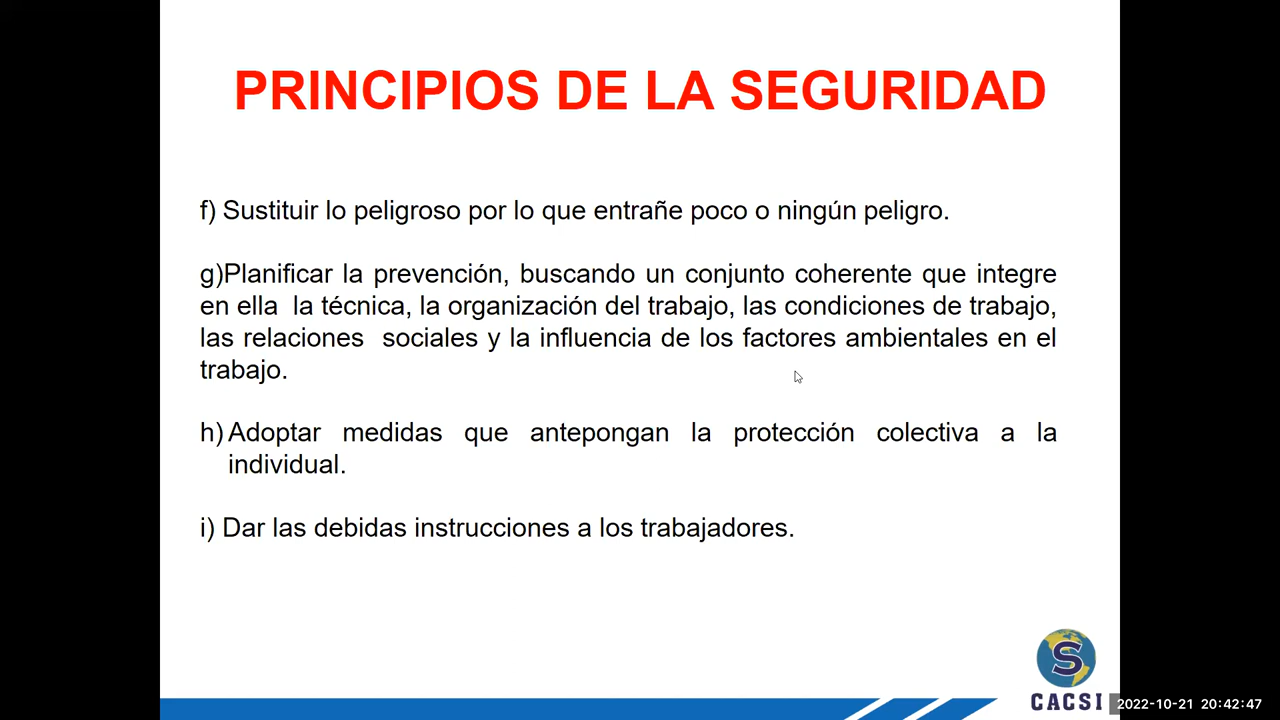 PRINCIPIOS DE LA SEGURIDAD
f) Sustituir lo peligroso por lo que entrañe poco o ningún peligro.
g)Planificar la prevención, buscando un conjunto coherente que integre
en ella la técnica, la organización del trabajo, las condiciones de trabajo,
las relaciones sociales y la influencia de los factores ambientales en el
trabajo.
h) Adoptar medidas que antepongan la protección colectiva a la
individual.
i) Dar las debidas instrucciones a los trabajadores.
S
CACSI
2022-10-21 20:42:47